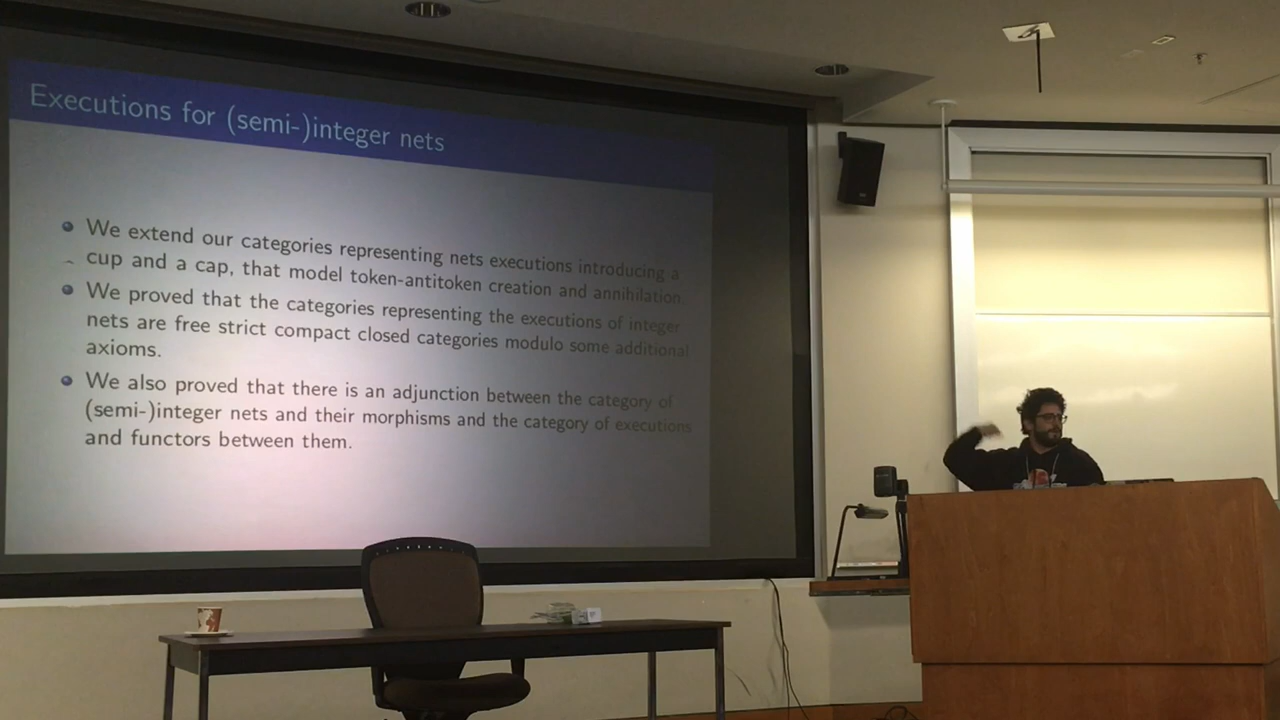 Executions for (semi-)integer nets
We extend our categories representing nets executions introducing a
cup and a cap, that model token-antitoken creation and annihilation.
We proved that the categories representing the executions of integer
nets are free strict compact closed categories modulo some additional
axioms.
We also proved that there is an adjunction between the category of
(semi-)integer nets and their morphisms and the category of executions
and functors between them.